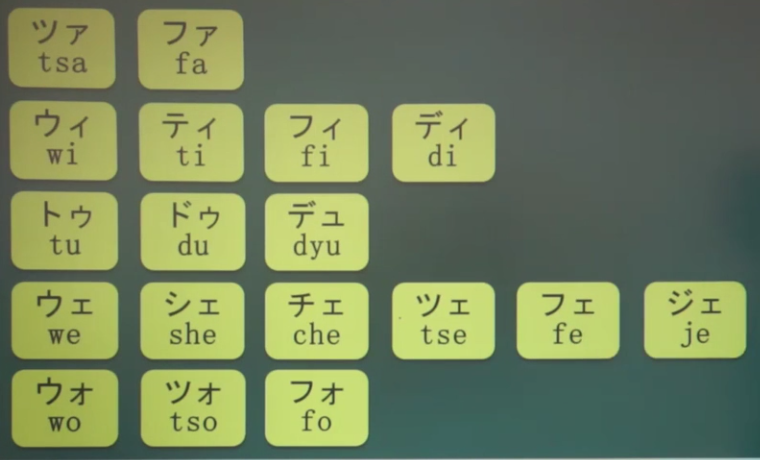 ツァ ファ
tsa fa
ウィ ティ フィ ディ
wi ti fi di
トゥ ドゥ デュ
tu du dyu
ウェ シェ チェ ツェ フェ ジェ
we she che tse fe je
ウォ ツォ フォ
wo tso fo